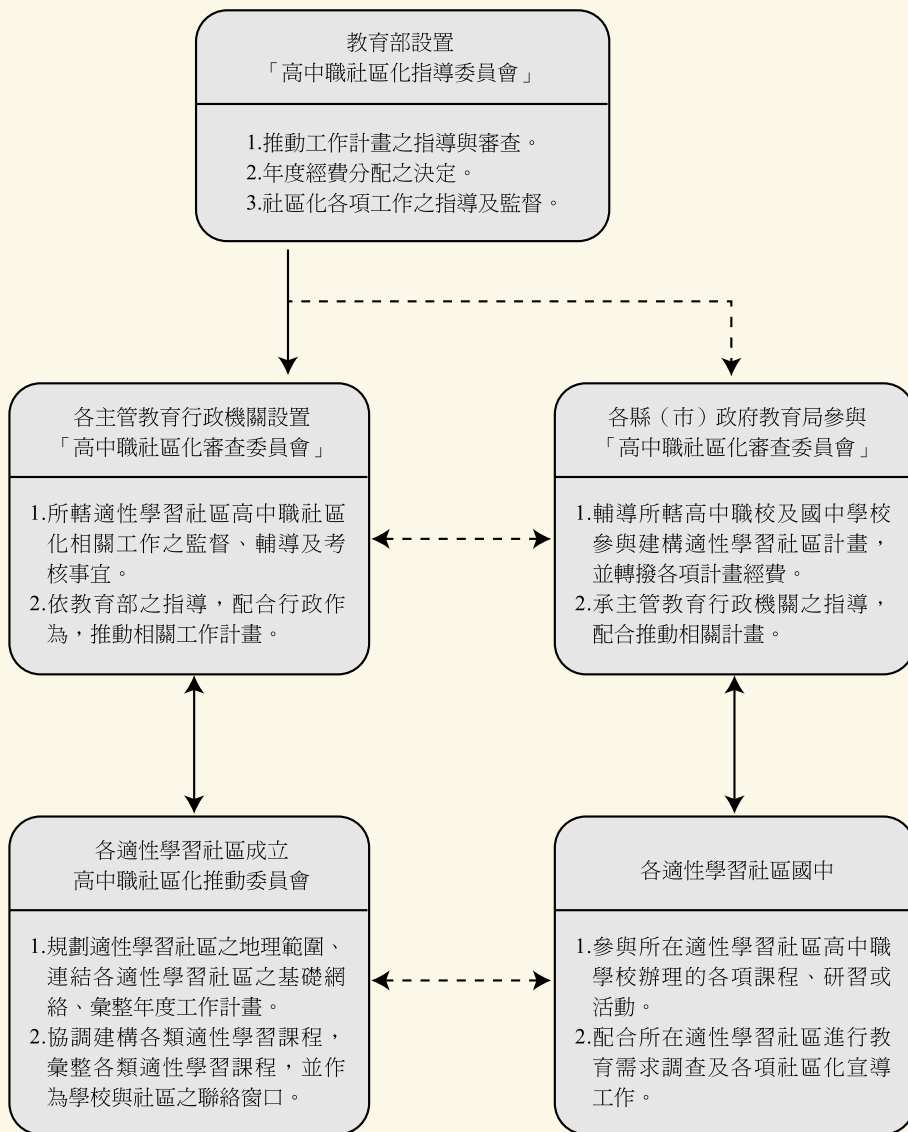 教育部設置
「高中職社區化指導委員會」
1.推動工作計畫之指導與審查。
2.年度經費分配之決定。
3.社區化各項工作之指導及監督。
各主管教育行政機關設置
「高中職社區化審查委員會」
1.所轄適性學習社區高中職社區
化相關工作之監督、輔導及考
核事宜。
2.依教育部之指導，配合行政作
為，推動相關工作計畫。
各縣（市）政府教育局參與
「高中職社區化審查委員會」
1.輔導所轄高中職校及國中學校
參與建構適性學習社區計畫，
並轉撥各項計畫經費。
2.承主管教育行政機關之指導，
配合推動相關計畫。
各適性學習社區成立
高中職社區化推動委員會
1.規劃適性學習社區之地理範圍、
連結各適性學習社區之基礎網
絡、彙整年度工作計畫。
2.協調建構各類適性學習課程，
彙整各類適性學習課程，並作
為學校與社區之聯絡窗口。
各適性學習社區國中
1.參與所在適性學習社區高中職
學校辦理的各項課程、研習或
活動。
2.配合所在適性學習社區進行教
育需求調查及各項社區化宣導
工作。